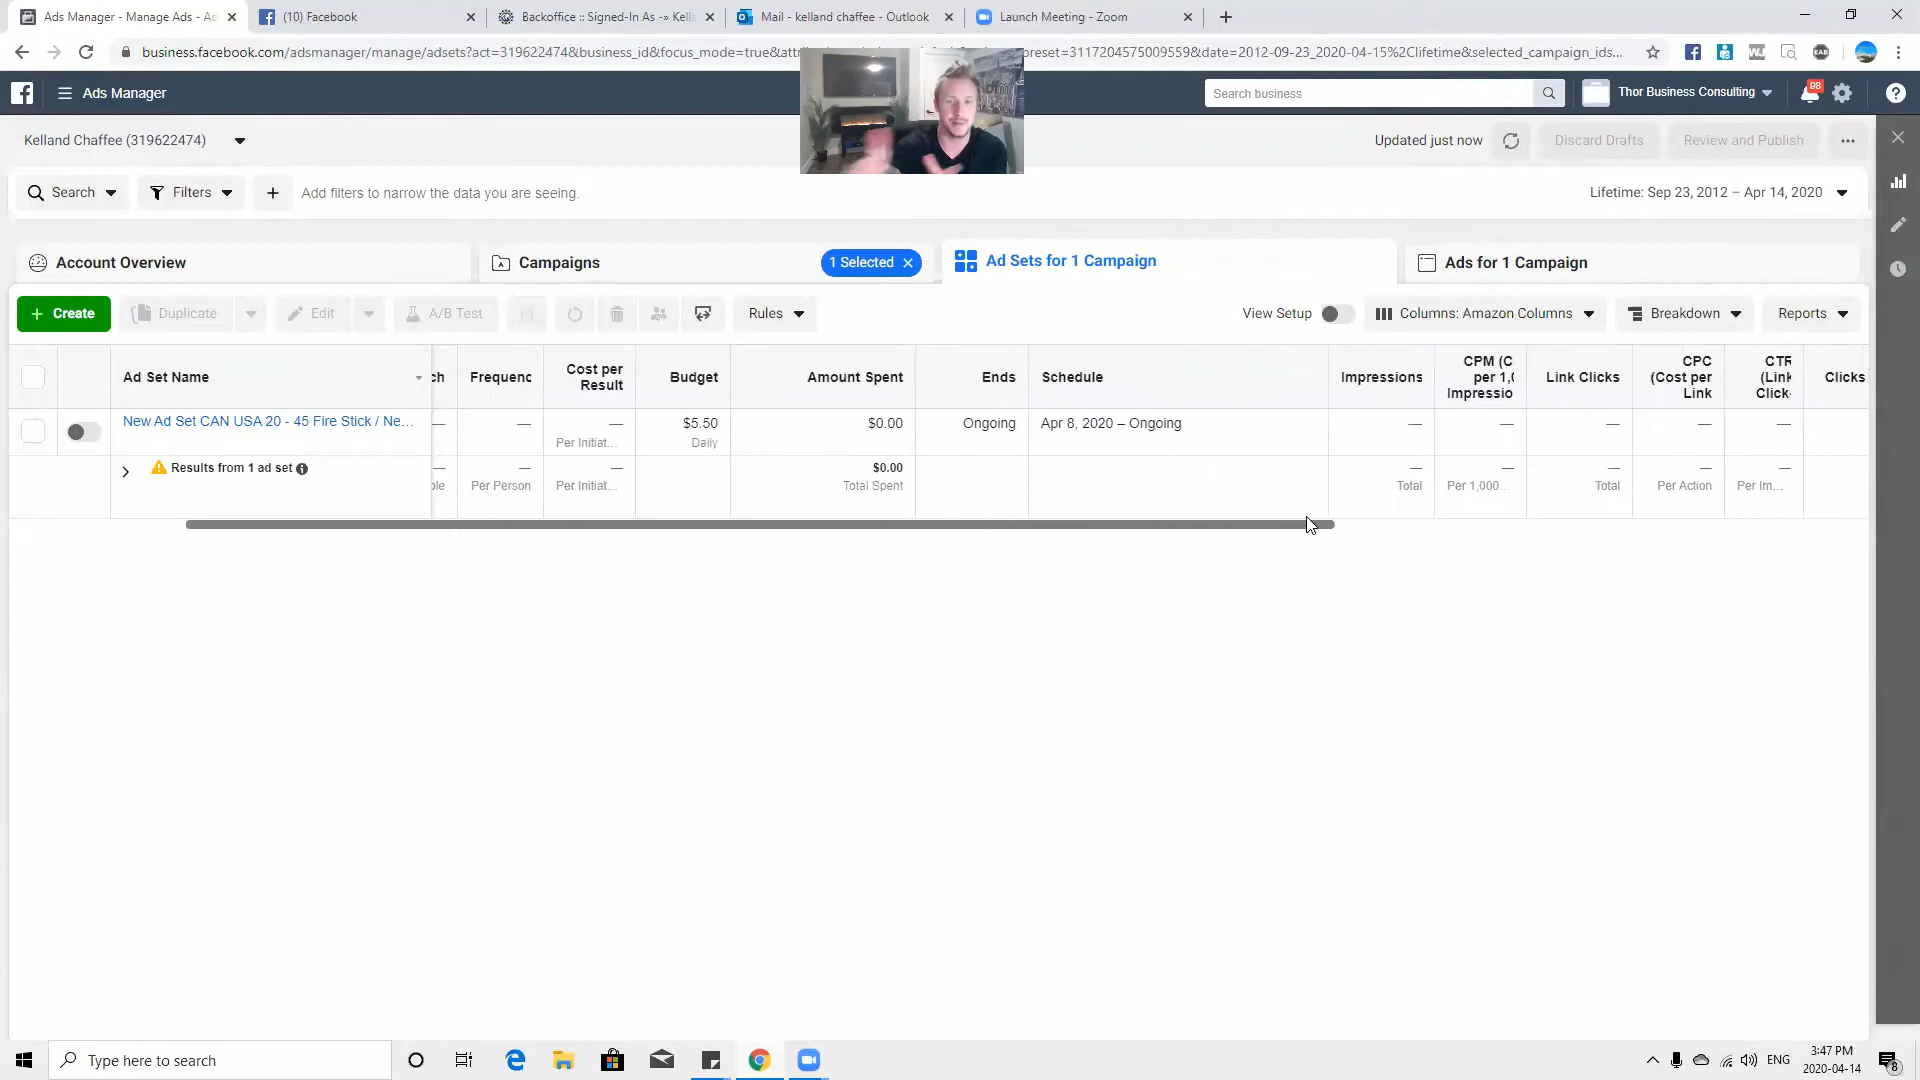 Ads Manager - Manage Ads - Ad
(10) Facebook
Backoffice :: Signed-In As -» Kella
Mail - kelland chaffee - Outlook
Launch Meeting - Zoom
business.facebook.com/adsmanager/manage/adsets?act=319622474&business_id&focus_mode=true&att
preset=3117204575009559&date=2012-09-23_2020-04-15%2Clifetime&selected_campaign_ids...
Ads Manager
Search business
Thor Business Consulting
98
Kelland Chaffee (319622474)
Updated just now
Discard Drafts
Review and Publish
Search
Filters
Add filters to narrow the data you are seeing.
Lifetime: Sep 23, 2012 – Apr 14, 2020
Account Overview
Campaigns
1 Selected
Ad Sets for 1 Campaign
Ads for 1 Campaign
+ Create
Duplicate
Edit
A/B Test
Rules
View Setup
Columns: Amazon Columns
Breakdown
Reports
Ad Set Name
ch
Frequenc
Cost per
Result
Budget
Amount Spent
Ends
Schedule
Impressions
CPM (C
per 1,0
Impressio
Link Clicks
CPC
(Cost per
Link
CTR
(Link
Click-
Clicks
New Ad Set CAN USA 20 - 45 Fire Stick / Ne...
—
—
—
Per Initiat...
$5.50
Daily
$0.00
Ongoing
Apr 8, 2020 – Ongoing
—
—
—
—
—
Results from 1 ad set
—
ple
—
Per Person
—
Per Initiat...
$0.00
Total Spent
—
Total
—
Per 1,000...
—
Total
—
Per Action
—
Per Im...
Type here to search
ENG
3:47 PM
2020-04-14
8